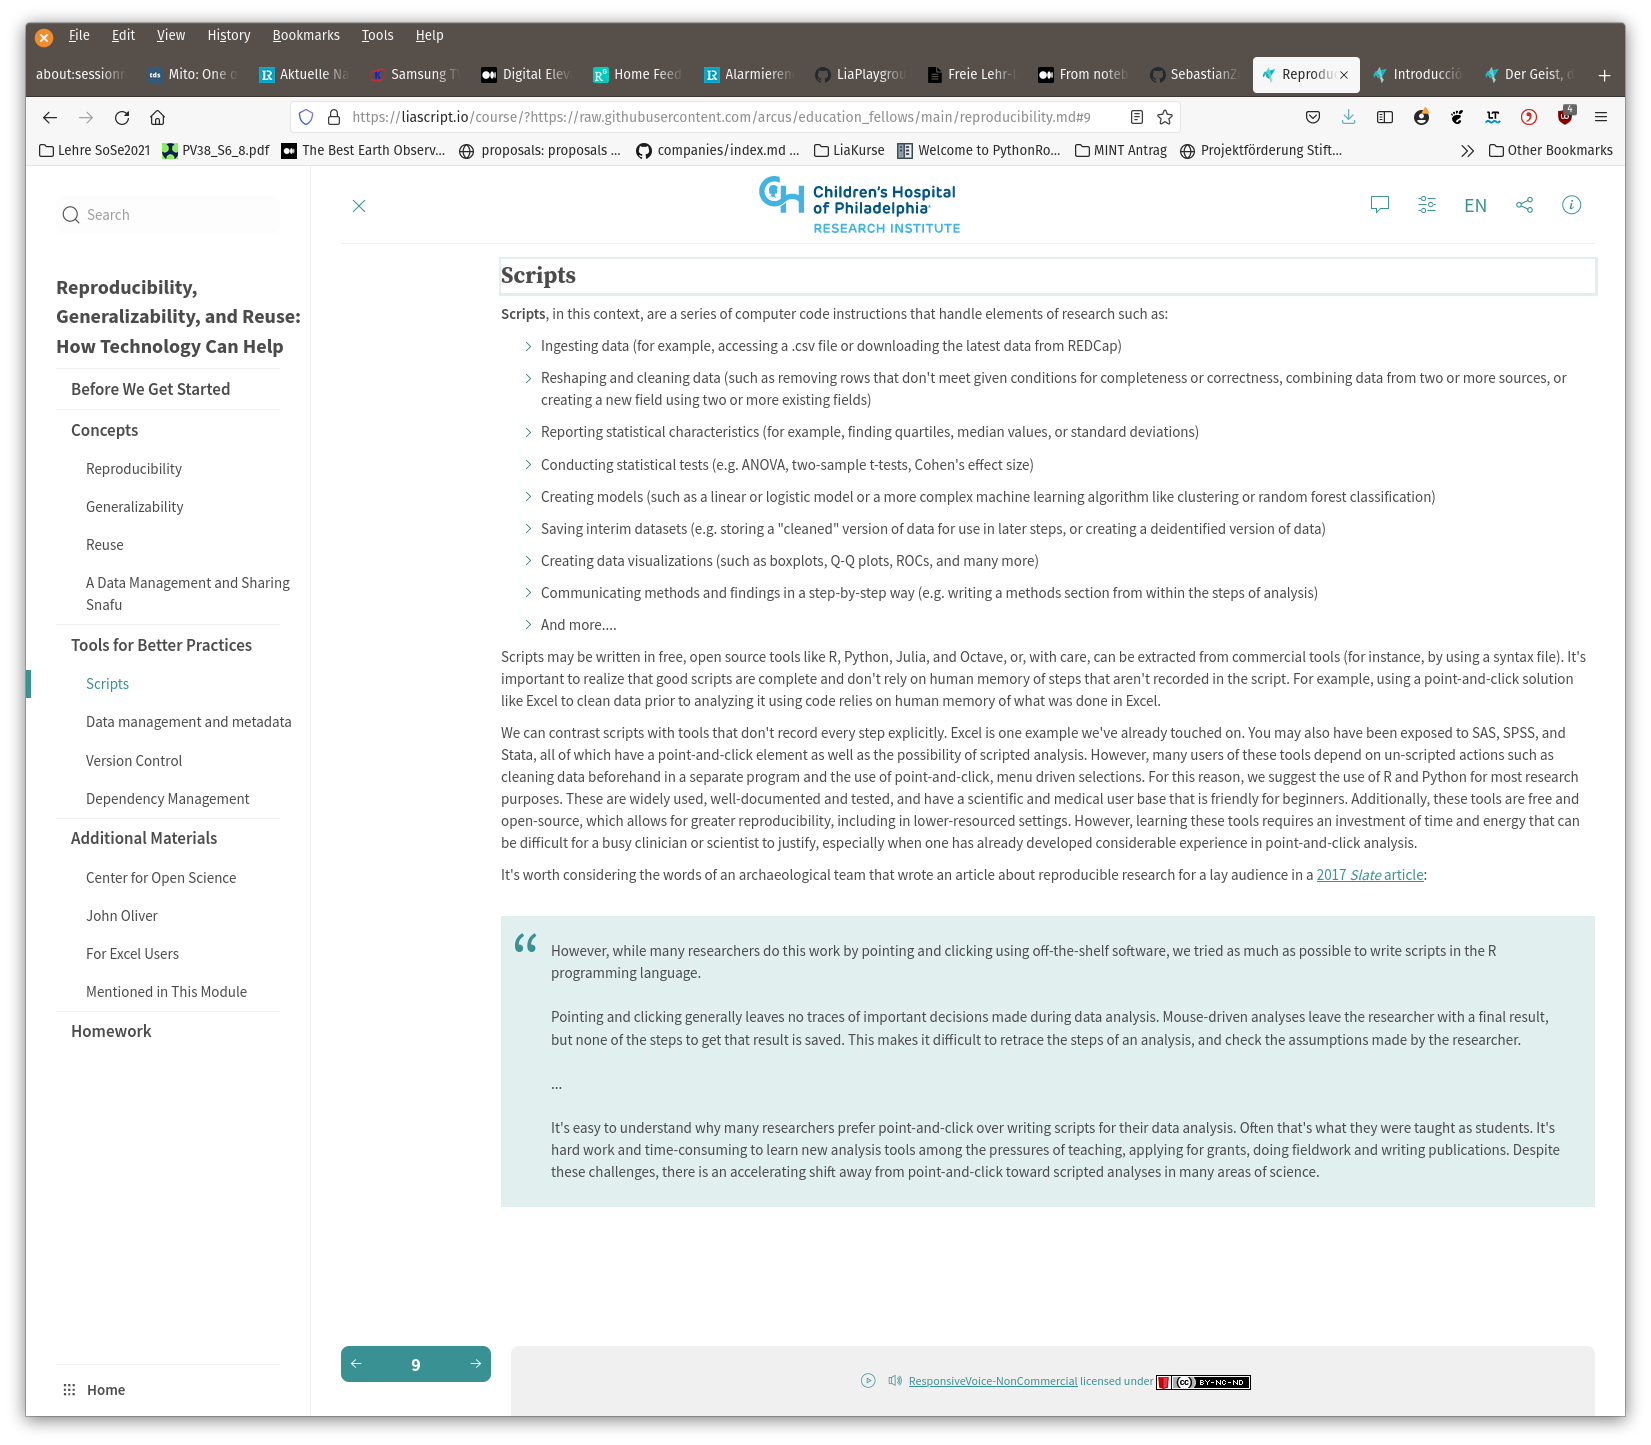 File Edit View History Bookmarks Tools Help
about:sessionr Mito: One o Aktuelle Na Samsung T Digital Elev Home Feed Alarmieren LiaPlaygrou Freie Lehr- From noteb SebastianZ Reprodu Introducció Der Geist, d
https://liascript.io/course/?https://raw.githubusercontent.com/arcus/education_fellows/main/reproducibility.md#9
4
Lehre SoSe2021 PV38_S6_8.pdf The Best Earth Observ... proposals: proposals ... companies/index.md ... LiaKurse Welcome to PythonRo... MINT Antrag Projektförderung Stift... Other Bookmarks
Search
Reproducibility,
Generalizability, and Reuse:
How Technology Can Help
Before We Get Started
Concepts
Reproducibility
Generalizability
Reuse
A Data Management and Sharing
Snafu
Tools for Better Practices
Scripts
Data management and metadata
Version Control
Dependency Management
Additional Materials
Center for Open Science
John Oliver
For Excel Users
Mentioned in This Module
Homework
Home
Children's Hospital
of Philadelphia
RESEARCH INSTITUTE
EN
Scripts
Scripts, in this context, are a series of computer code instructions that handle elements of research such as:
Ingesting data (for example, accessing a .csv file or downloading the latest data from REDCap)
Reshaping and cleaning data (such as removing rows that don't meet given conditions for completeness or correctness, combining data from two or more sources, or
creating a new field using two or more existing fields)
Reporting statistical characteristics (for example, finding quartiles, median values, or standard deviations)
Conducting statistical tests (e.g. ANOVA, two-sample t-tests, Cohen's effect size)
Creating models (such as a linear or logistic model or a more complex machine learning algorithm like clustering or random forest classification)
Saving interim datasets (e.g. storing a "cleaned" version of data for use in later steps, or creating a deidentified version of data)
Creating data visualizations (such as boxplots, Q-Q plots, ROCs, and many more)
Communicating methods and findings in a step-by-step way (e.g. writing a methods section from within the steps of analysis)
And more....
Scripts may be written in free, open source tools like R, Python, Julia, and Octave, or, with care, can be extracted from commercial tools (for instance, by using a syntax file). It's
important to realize that good scripts are complete and don't rely on human memory of steps that aren't recorded in the script. For example, using a point-and-click solution
like Excel to clean data prior to analyzing it using code relies on human memory of what was done in Excel.
We can contrast scripts with tools that don't record every step explicitly. Excel is one example we've already touched on. You may also have been exposed to SAS, SPSS, and
Stata, all of which have a point-and-click element as well as the possibility of scripted analysis. However, many users of these tools depend on un-scripted actions such as
cleaning data beforehand in a separate program and the use of point-and-click, menu driven selections. For this reason, we suggest the use of R and Python for most research
purposes. These are widely used, well-documented and tested, and have a scientific and medical user base that is friendly for beginners. Additionally, these tools are free and
open-source, which allows for greater reproducibility, including in lower-resourced settings. However, learning these tools requires an investment of time and energy that can
be difficult for a busy clinician or scientist to justify, especially when one has already developed considerable experience in point-and-click analysis.
It's worth considering the words of an archaeological team that wrote an article about reproducible research for a lay audience in a 2017 Slate article:
“ However, while many researchers do this work by pointing and clicking using off-the-shelf software, we tried as much as possible to write scripts in the R
programming language.
Pointing and clicking generally leaves no traces of important decisions made during data analysis. Mouse-driven analyses leave the researcher with a final result,
but none of the steps to get that result is saved. This makes it difficult to retrace the steps of an analysis, and check the assumptions made by the researcher.
...
It's easy to understand why many researchers prefer point-and-click over writing scripts for their data analysis. Often that's what they were taught as students. It's
hard work and time-consuming to learn new analysis tools among the pressures of teaching, applying for grants, doing fieldwork and writing publications. Despite
these challenges, there is an accelerating shift away from point-and-click toward scripted analyses in many areas of science.
9
ResponsiveVoice-NonCommercial licensed under (cc) BY-NC-ND